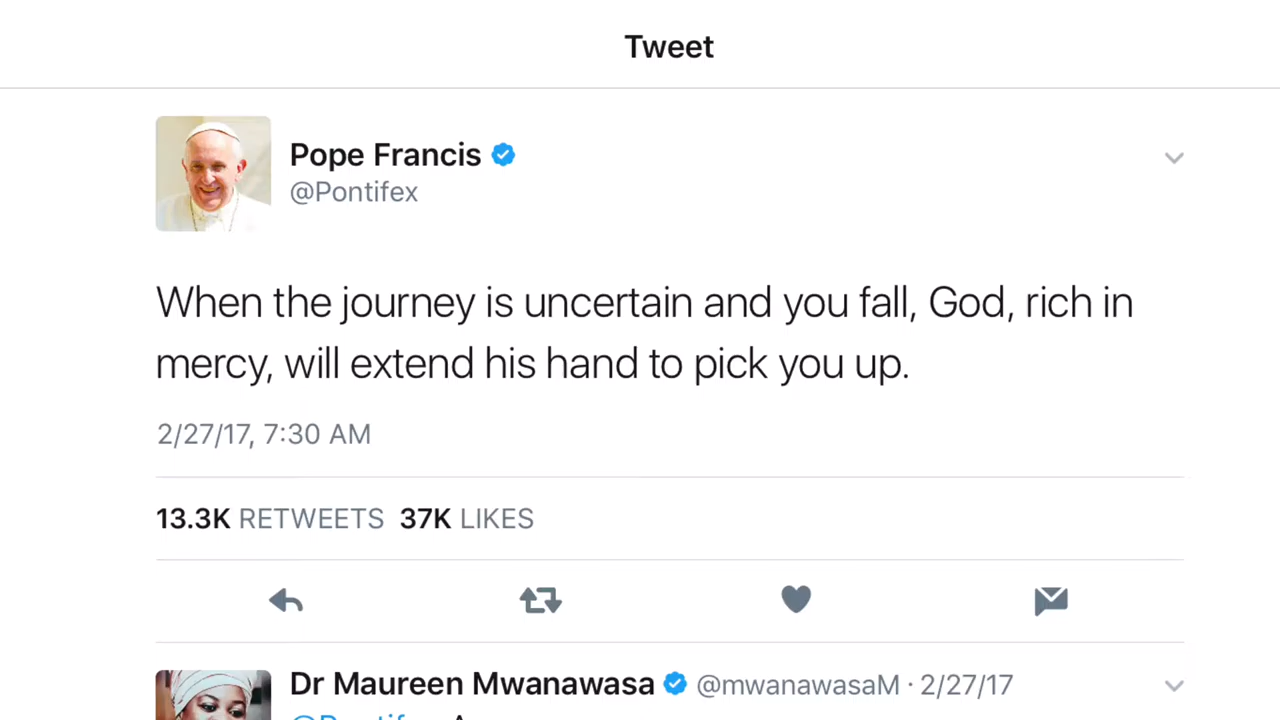 Tweet
Pope Francis
@Pontifex
When the journey is uncertain and you fall, God, rich in
mercy, will extend his hand to pick you up.
2/27/17, 7:30 AM
13.3K RETWEETS 37K LIKES
Dr Maureen Mwanawasa @mwanawasaM · 2/27/17